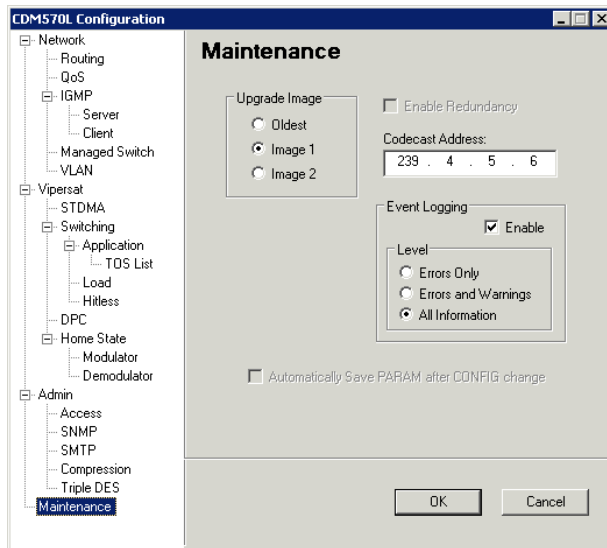 CDM570L Configuration
Network
Routing
QoS
IGMP
Server
Client
Managed Switch
VLAN
Vipersat
STDMA
Switching
Application
TOS List
Load
Hitless
DPC
Home State
Modulator
Demodulator
Admin
Access
SNMP
SMTP
Compression
Triple DES
Maintenance
Maintenance
Upgrade Image
Oldest
Image 1
Image 2
Enable Redundancy
Codecast Address:
239 . 4 . 5 . 6
Event Logging
Enable
Level
Errors Only
Errors and Warnings
All Information
Automatically Save PARAM after CONFIG change
OK Cancel